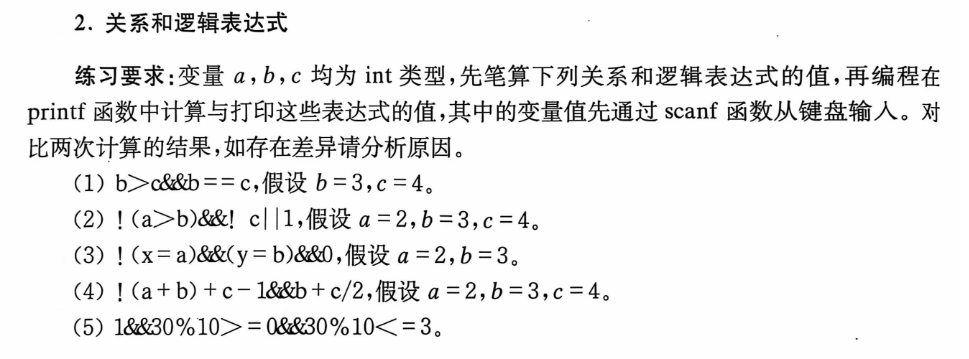 2. 关系和逻辑表达式
练习要求:变量 a,b,c 均为 int 类型,先笔算下列关系和逻辑表达式的值,再编程在
printf 函数中计算与打印这些表达式的值,其中的变量值先通过 scanf 函数从键盘输入。对
比两次计算的结果,如存在差异请分析原因。
(1) b>c&&b==c,假设 b=3,c=4。
(2) !(a>b)&&! c||1,假设 a=2,b=3,c=4。
(3) !(x=a)&&(y=b)&&0,假设 a=2,b=3。
(4) !(a+b)+c-1&&b+c/2,假设 a=2,b=3,c=4。
(5) 1&&30%10>=0&&30%10<=3。